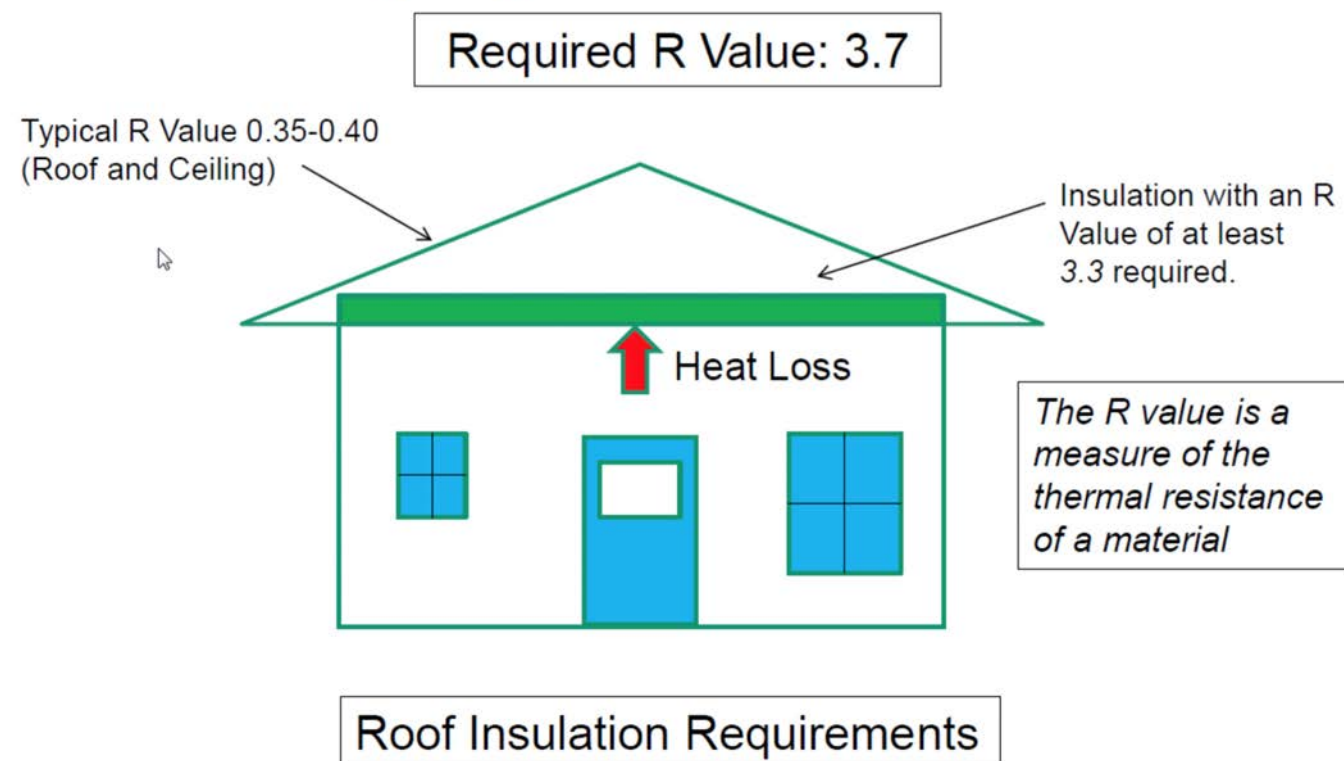 Required R Value: 3.7
Typical R Value 0.35-0.40
(Roof and Ceiling)
Insulation with an R
Value of at least
3.3 required.
Heat Loss
The R value is a
measure of the
thermal resistance
of a material
Roof Insulation Requirements